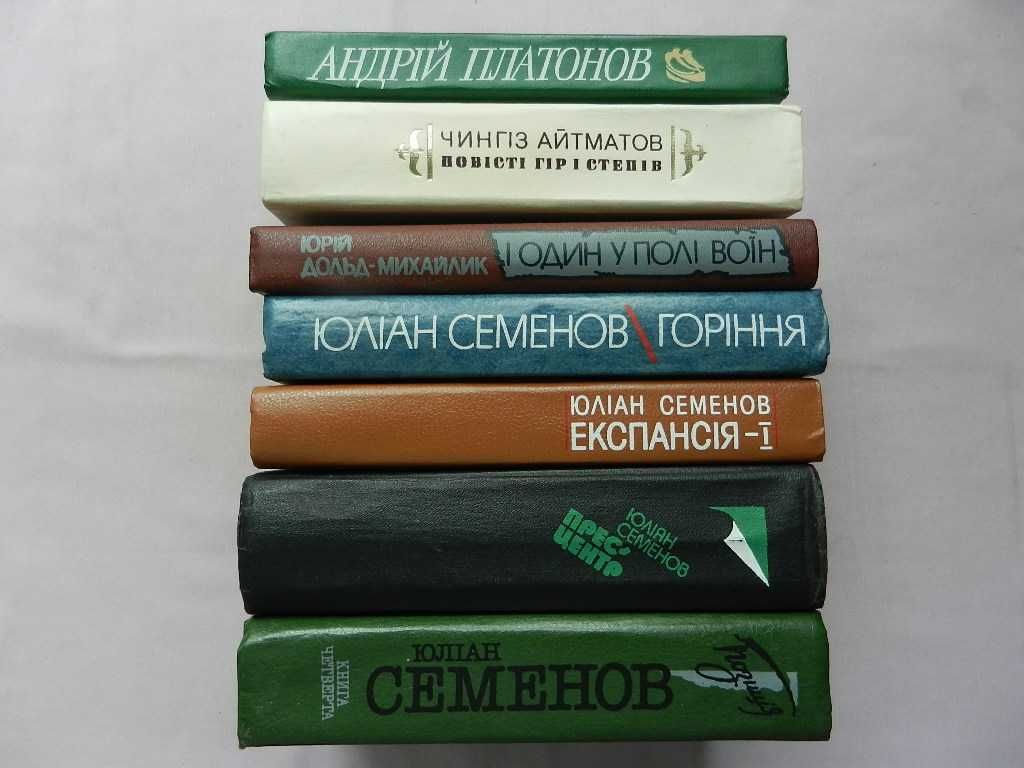 АНДРІЙ ПЛАТОНОВ
ЧИНГІЗ АЙТМАТОВ
ПОВІСТІ ГІР І СТЕПІВ
ЮРІЙ
ДОЛЬД-МИХАЙЛИК
І ОДИН У ПОЛІ ВОЇН
ЮЛІАН СЕМЕНОВ \ ГОРІННЯ
ЮЛІАН СЕМЕНОВ
ЕКСПАНСІЯ-I
ЮЛІАН
СЕМЕНОВ
ПРЕС-
ЦЕНТР
КНИГА
ЧЕТВЕРТА
ЮЛІАН
СЕМЕНОВ